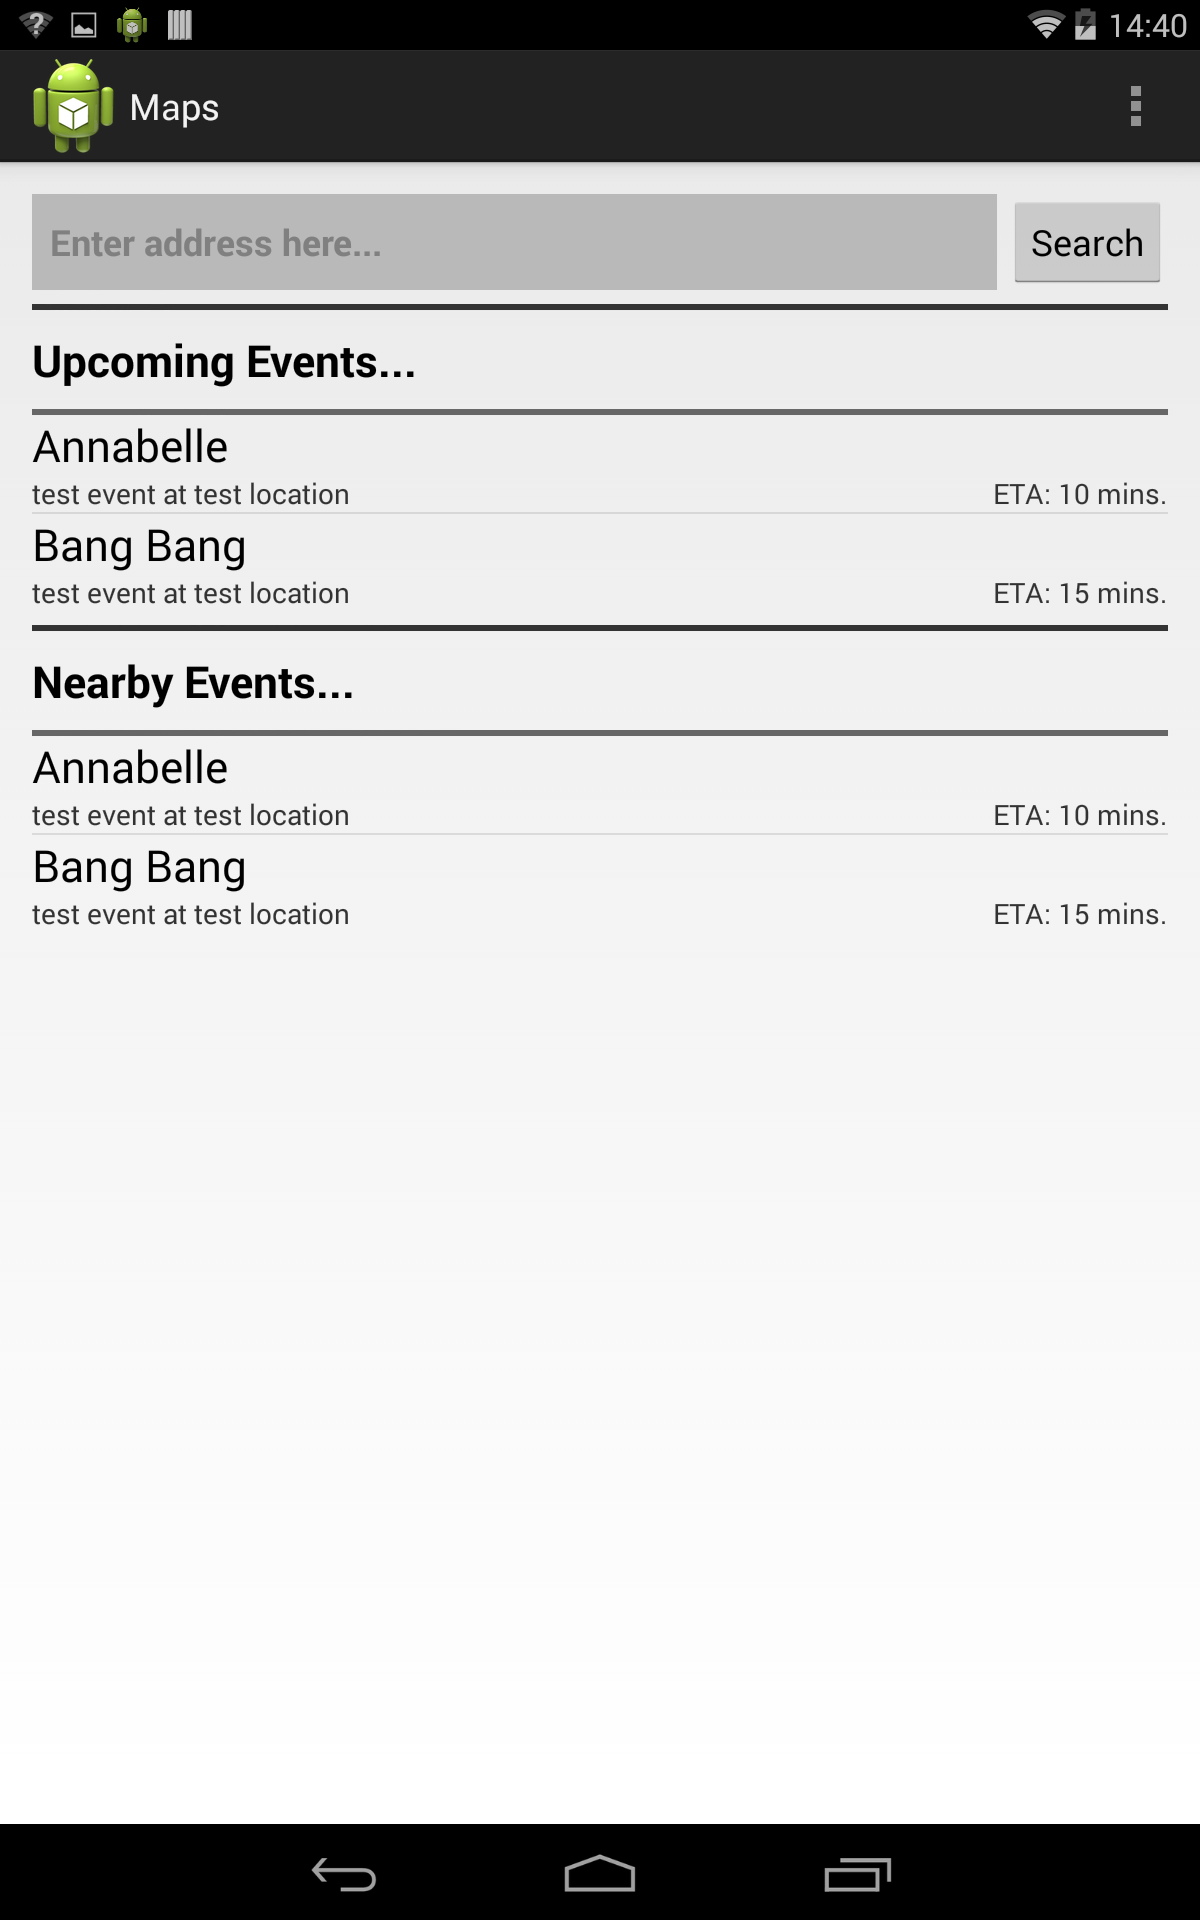 14:40
Maps
Enter address here...
Search
Upcoming Events...
Annabelle
test event at test location
ETA: 10 mins.
Bang Bang
test event at test location
ETA: 15 mins.
Nearby Events...
Annabelle
test event at test location
ETA: 10 mins.
Bang Bang
test event at test location
ETA: 15 mins.